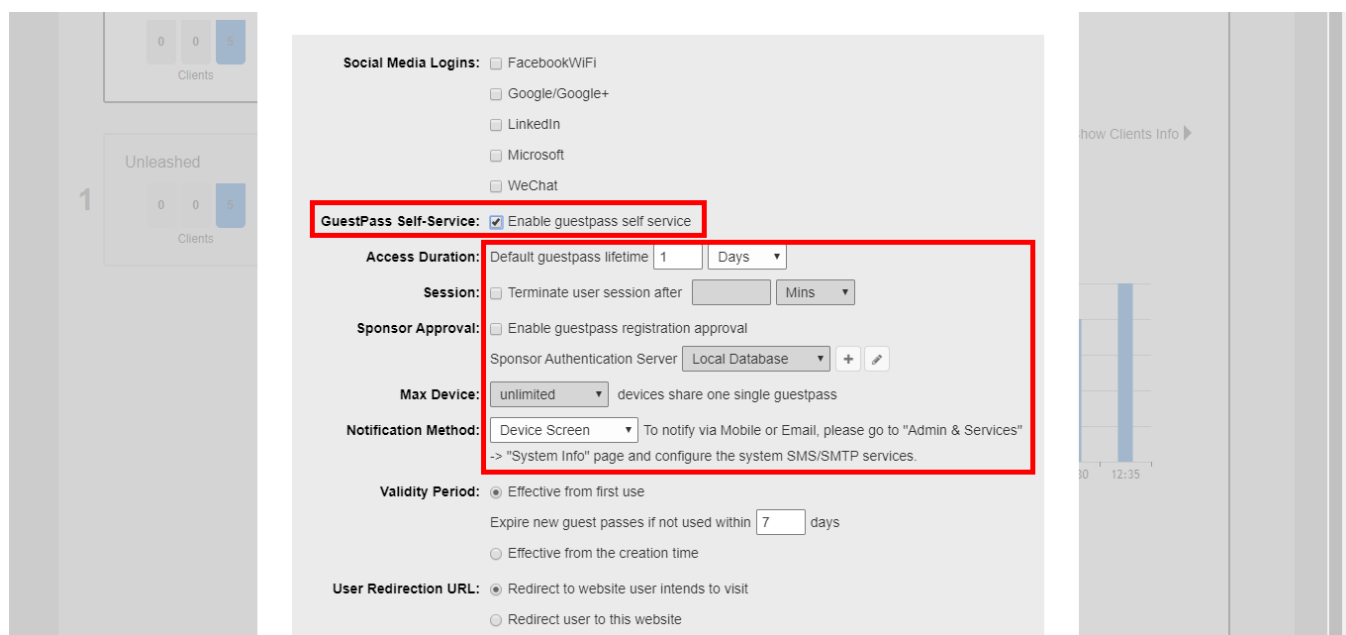 0 0 5
Clients
Unleashed
1
0 0 5
Clients
Social Media Logins: FacebookWiFi
Google/Google+
LinkedIn
Microsoft
WeChat
GuestPass Self-Service: Enable guestpass self service
Access Duration: Default guestpass lifetime 1 Days
Session: Terminate user session after Mins
Sponsor Approval: Enable guestpass registration approval
Sponsor Authentication Server Local Database +
Max Device: unlimited devices share one single guestpass
Notification Method: Device Screen To notify via Mobile or Email, please go to "Admin & Services"
-> "System Info" page and configure the system SMS/SMTP services.
Validity Period: Effective from first use
Expire new guest passes if not used within 7 days
Effective from the creation time
User Redirection URL: Redirect to website user intends to visit
Redirect user to this website
how Clients Info
30 12:35